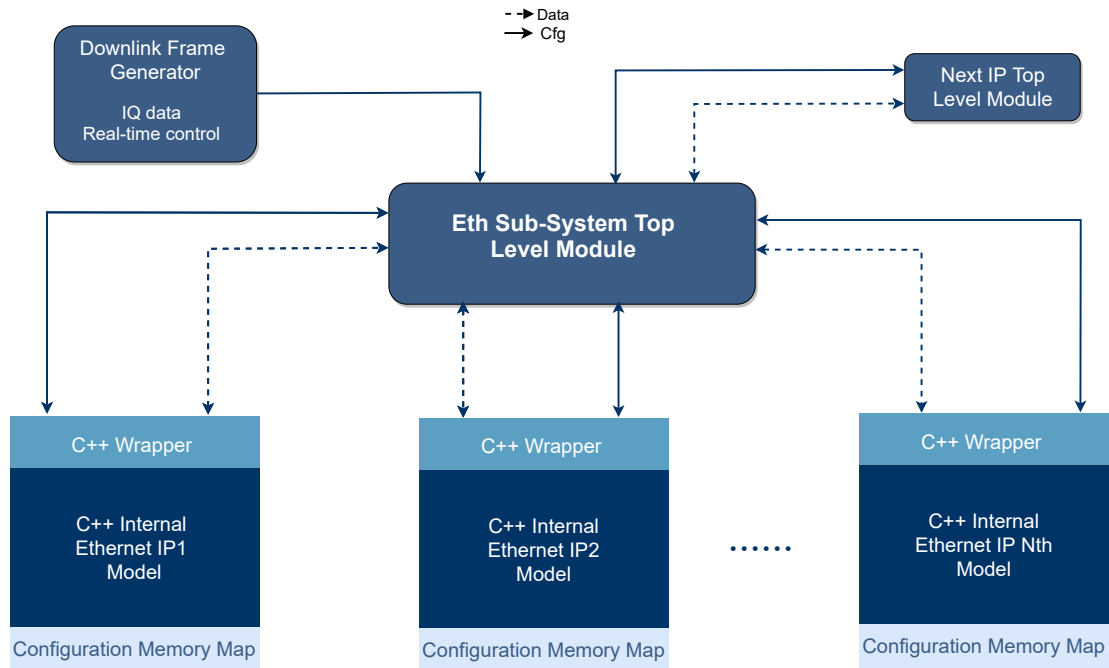 Data
Cfg
Downlink Frame
Generator
IQ data
Real-time control
Next IP Top
Level Module
Eth Sub-System Top
Level Module
C++ Wrapper
C++ Internal
Ethernet IP1
Model
Configuration Memory Map
C++ Wrapper
C++ Internal
Ethernet IP2
Model
Configuration Memory Map
......
C++ Wrapper
C++ Internal
Ethernet IP Nth
Model
Configuration Memory Map